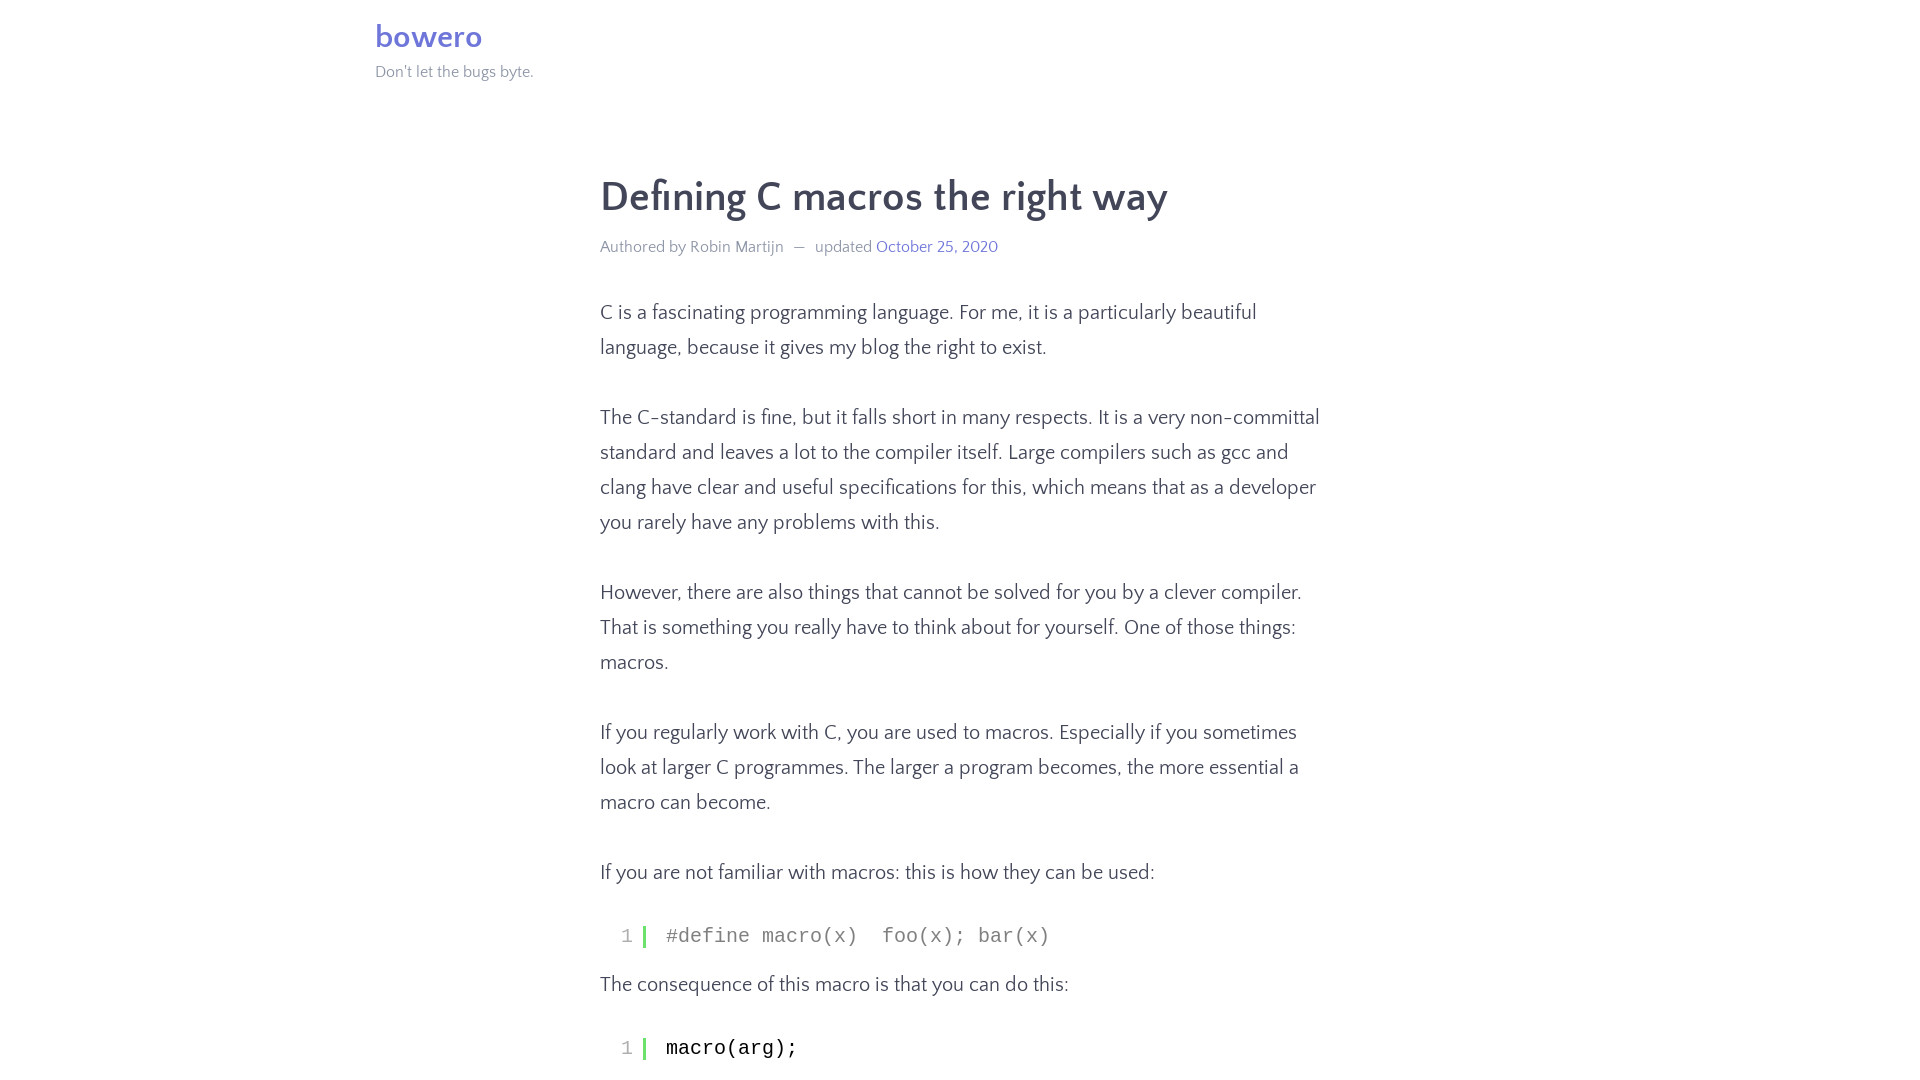 bowero
Don't let the bugs byte.
Defining C macros the right way
Authored by Robin Martijn — updated October 25, 2020
C is a fascinating programming language. For me, it is a particularly beautiful
language, because it gives my blog the right to exist.
The C-standard is fine, but it falls short in many respects. It is a very non-committal
standard and leaves a lot to the compiler itself. Large compilers such as gcc and
clang have clear and useful specifications for this, which means that as a developer
you rarely have any problems with this.
However, there are also things that cannot be solved for you by a clever compiler.
That is something you really have to think about for yourself. One of those things:
macros.
If you regularly work with C, you are used to macros. Especially if you sometimes
look at larger C programmes. The larger a program becomes, the more essential a
macro can become.
If you are not familiar with macros: this is how they can be used:
1 #define macro(x)  foo(x); bar(x)
The consequence of this macro is that you can do this:
1 macro(arg);